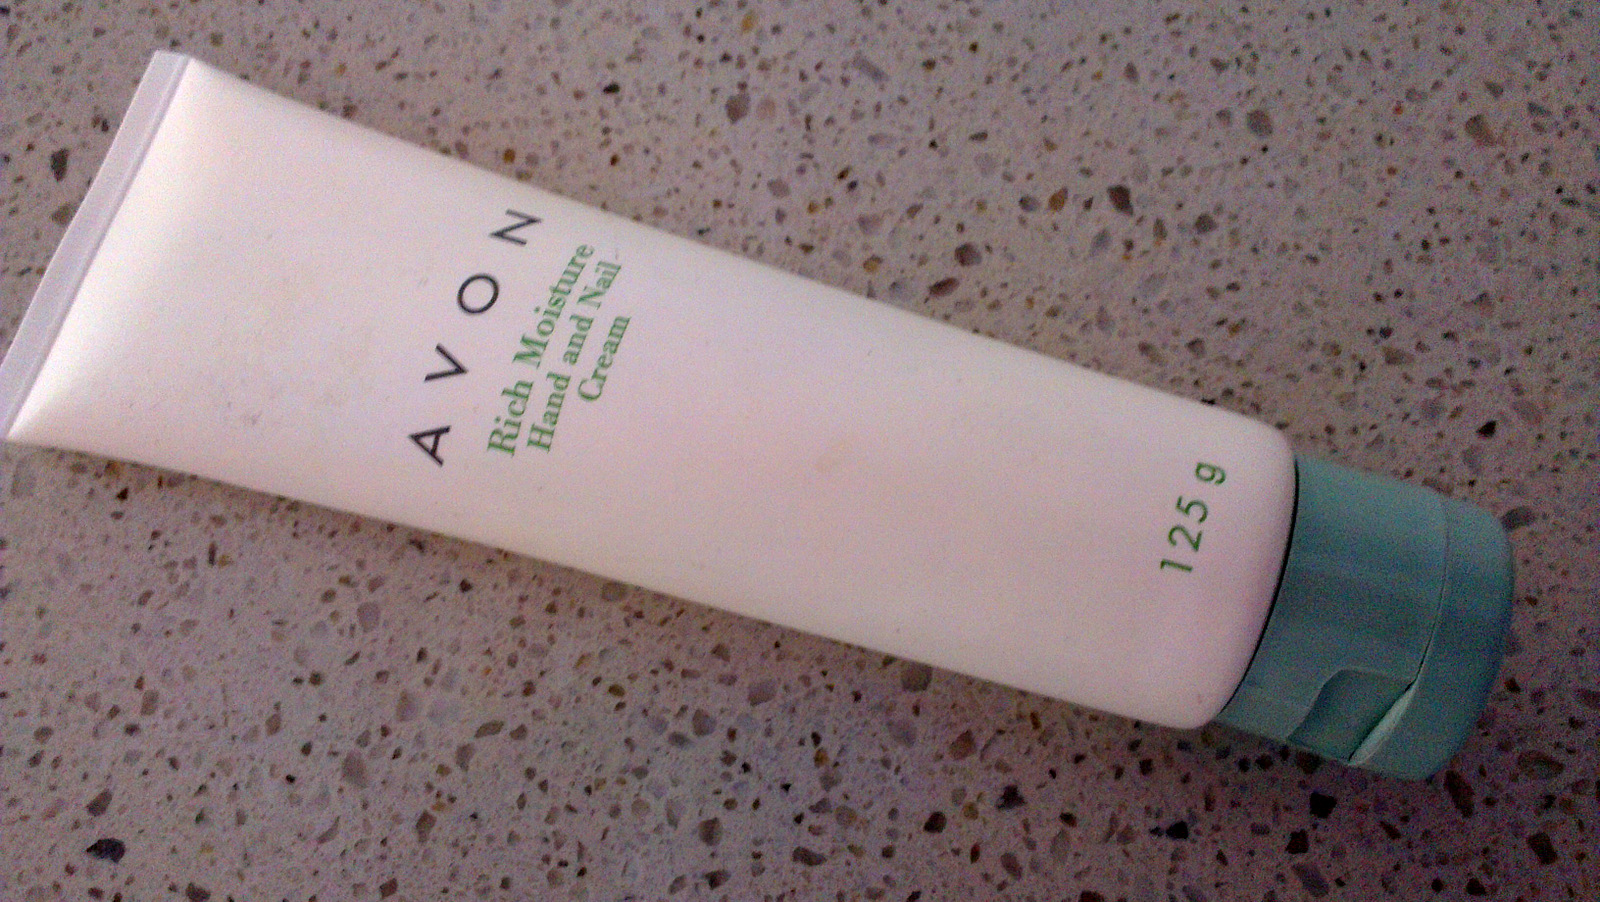 AVON
Rich Moisture
Hand and Nail
Cream
125 g